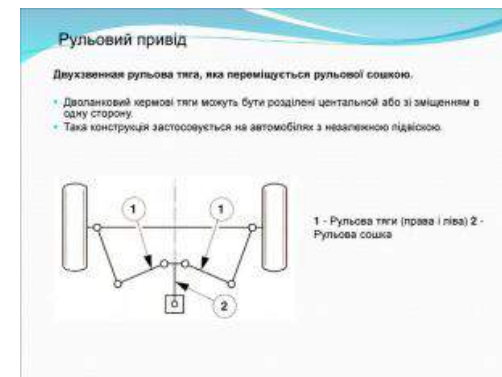 Рульовий привід
Двухзвенная рульова тяга, яка переміщується рульової сошкою.
• Дволанковий кермові тяги можуть бути розділені центальной або зі зміщенням в
одну сторону.
• Така конструкція застосовується на автомобілях з незалежною підвіскою.
1 1
1 - Рульова тяги (права і ліва) 2 -
Рульова сошка
2